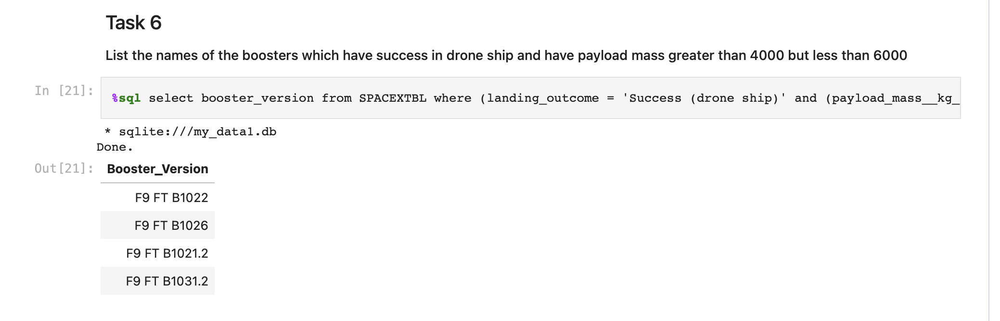 Task 6
List the names of the boosters which have success in drone ship and have payload mass greater than 4000 but less than 6000
In [21]:
%sql select booster_version from SPACEXTBL where (landing_outcome = 'Success (drone ship)' and (payload_mass__kg_
* sqlite:///my_data1.db
Done.
Out[21]:
Booster_Version
F9 FT B1022
F9 FT B1026
F9 FT B1021.2
F9 FT B1031.2